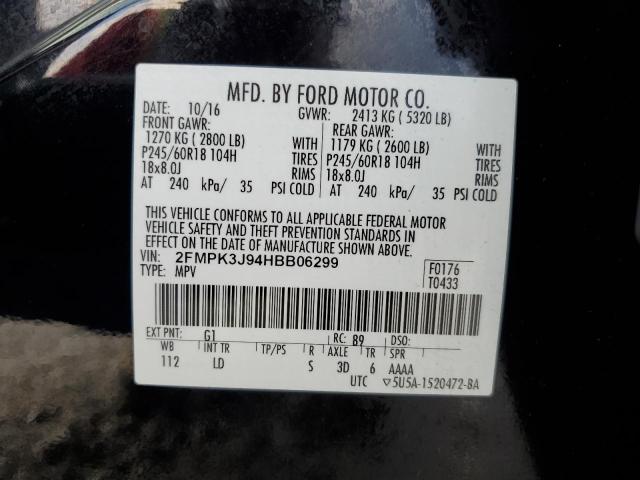 MFD. BY FORD MOTOR CO.
DATE: 10/16 GVWR: 2413 KG ( 5320 LB)
FRONT GAWR: REAR GAWR:
1270 KG ( 2800 LB) WITH 1179 KG ( 2600 LB) WITH
P245/60R18 104H TIRES P245/60R18 104H TIRES
18x8.0J RIMS 18x8.0J RIMS
AT 240 kPa/ 35 PSI COLD AT 240 kPa/ 35 PSI COLD
THIS VEHICLE CONFORMS TO ALL APPLICABLE FEDERAL MOTOR
VEHICLE SAFETY AND THEFT PREVENTION STANDARDS IN
EFFECT ON THE DATE OF MANUFACTURE SHOWN ABOVE.
VIN: 2FMPK3J94HBB06299 F0176
TYPE: MPV T0433
EXT PNT: G1 RC: 89 DSO:
WB INT TR TP/PS R AXLE TR SPR
112 LD S 3D 6 AAAA
UTC ▽5U5A-1520472-BA